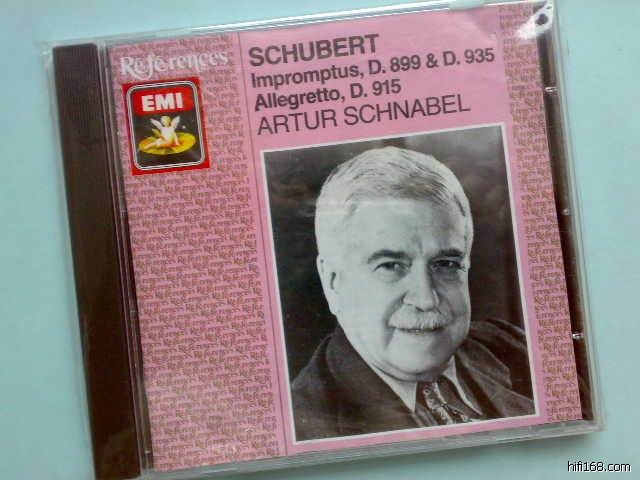 Références
EMI
SCHUBERT
Impromptus, D. 899 & D. 935
Allegretto, D. 915
ARTUR SCHNABEL
hifi168.com